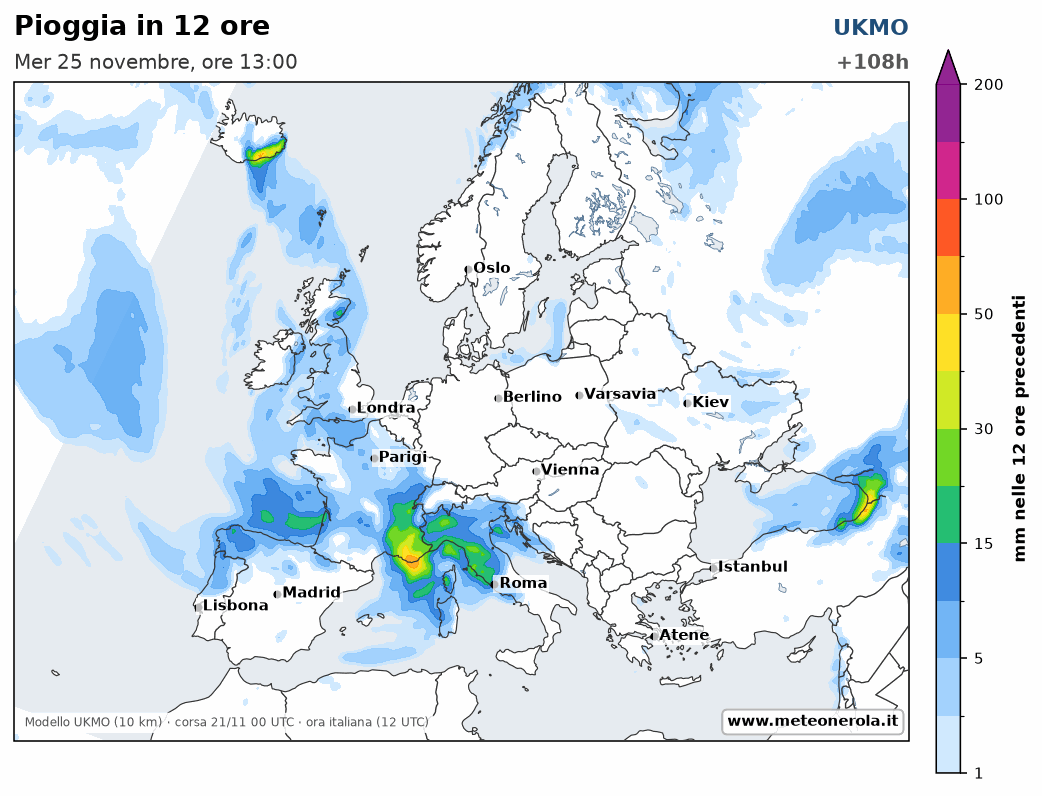 Pioggia in 12 ore
UKMO
Mer 25 novembre, ore 13:00
+108h
200
100
50
30
15
5
1
mm nelle 12 ore precedenti
Oslo
Berlino
Varsavia
Kiev
Londra
Parigi
Vienna
Istanbul
Roma
Madrid
Lisbona
Atene
Modello UKMO (10 km) · corsa 21/11 00 UTC · ora italiana (12 UTC)
www.meteonerola.it